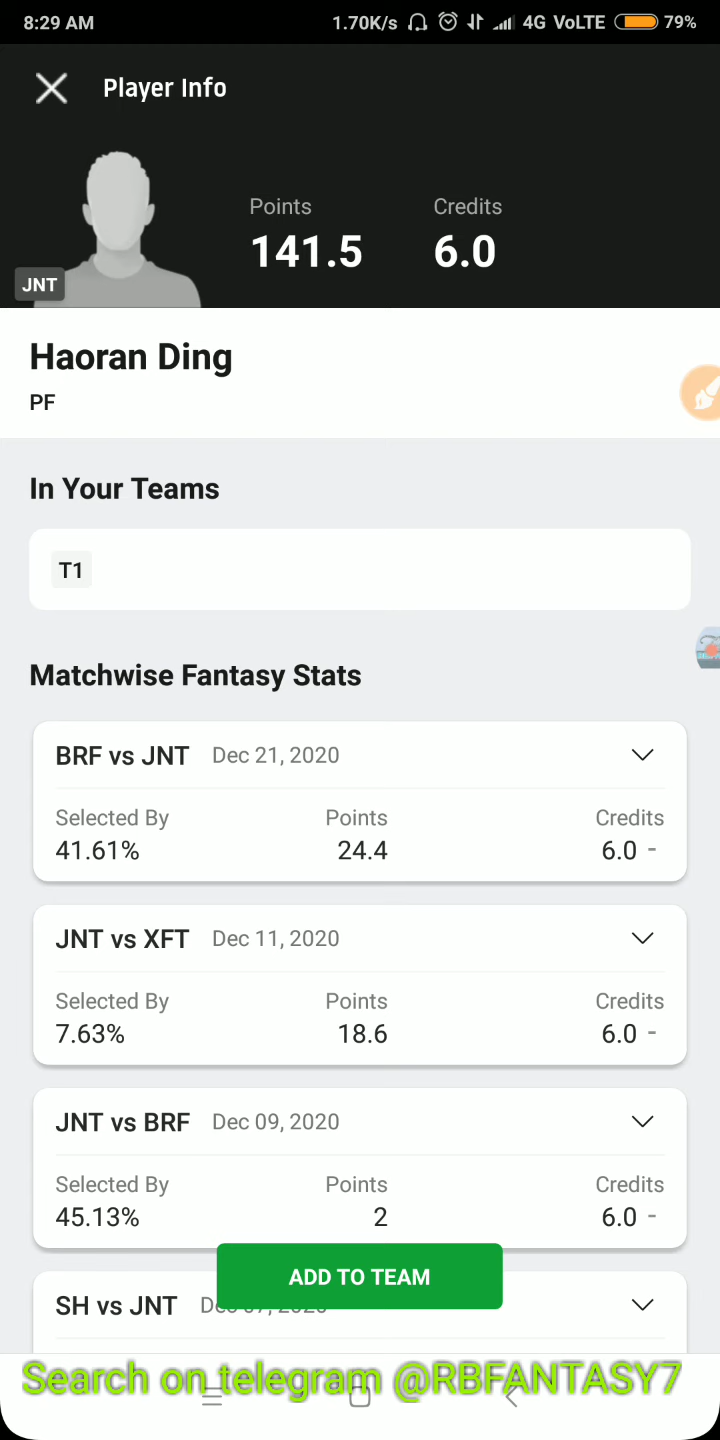 8:29 AM 1.70K/s 4G VoLTE 79%
Player Info
Points Credits
141.5 6.0
JNT
Haoran Ding
PF
In Your Teams
T1
Matchwise Fantasy Stats
BRF vs JNT Dec 21, 2020
Selected By Points Credits
41.61% 24.4 6.0 -
JNT vs XFT Dec 11, 2020
Selected By Points Credits
7.63% 18.6 6.0 -
JNT vs BRF Dec 09, 2020
Selected By Points Credits
45.13% 2 6.0 -
ADD TO TEAM
SH vs JNT Dec 07, 2020
Search on telegram @RBFANTASY7